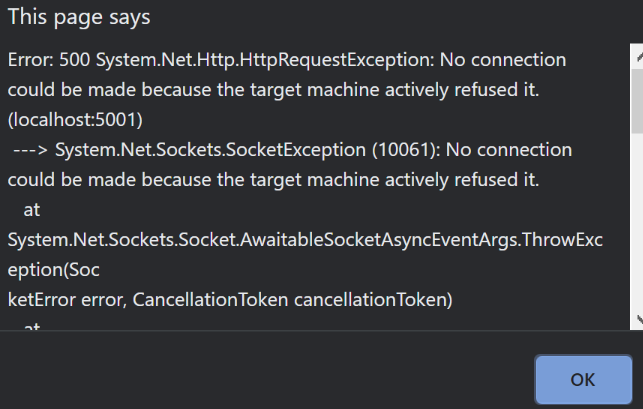 This page says
Error: 500 System.Net.Http.HttpRequestException: No connection
could be made because the target machine actively refused it.
(localhost:5001)
---> System.Net.Sockets.SocketException (10061): No connection
could be made because the target machine actively refused it.
at
System.Net.Sockets.Socket.AwaitableSocketAsyncEventArgs.ThrowExc
eption(Soc
ketError error, CancellationToken cancellationToken)
at
OK